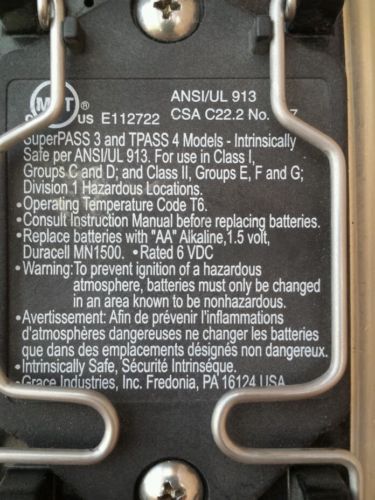 MET ®
c us E112722
ANSI/UL 913
CSA C22.2 No. 7
SuperPASS 3 and TPASS 4 Models - Intrinsically
Safe per ANSI/UL 913. For use in Class I,
Groups C and D; and Class II, Groups E, F and G;
Division 1 Hazardous Locations.
•Operating Temperature Code T6.
•Consult Instruction Manual before replacing batteries.
•Replace batteries with "AA" Alkaline,1.5 volt,
Duracell MN1500. •Rated 6 VDC
•Warning:To prevent ignition of a hazardous
atmosphere, batteries must only be changed
in an area known to be nonhazardous.
•Avertissement: Afin de prévenir l'inflammations
d'atmosphères dangereuses ne changer les batteries
que dans des emplacements désignés non dangereux.
•Intrinsically Safe, Sécurité Intrinséque.
•Grace Industries, Inc. Fredonia, PA 16124 USA